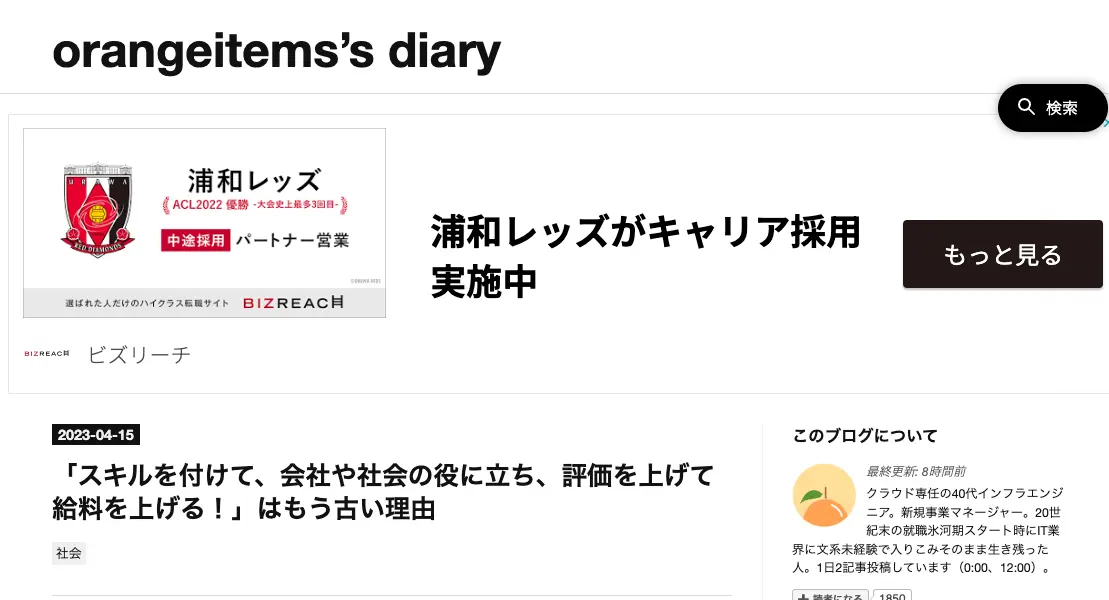 orangeitems’s diary
検索
URAWA
RED DIAMONDS
浦和レッズ
ACL2022 優勝 -大会史上最多3回目-
中途採用 パートナー営業
選ばれた人だけのハイクラス転職サイト BIZREACH
浦和レッズがキャリア採用
実施中
もっと見る
BIZREACH ビズリーチ
2023-04-15
「スキルを付けて、会社や社会の役に立ち、評価を上げて
給料を上げる！」はもう古い理由
社会
このブログについて
最終更新: 8時間前
クラウド専任の40代インフラエンジ
ニア。新規事業マネージャー。20世
紀末の就職氷河期スタート時にIT業
界に文系未経験で入りこみそのまま生き残った
人。1日2記事投稿しています（0:00、12:00）。
読者になる 1850